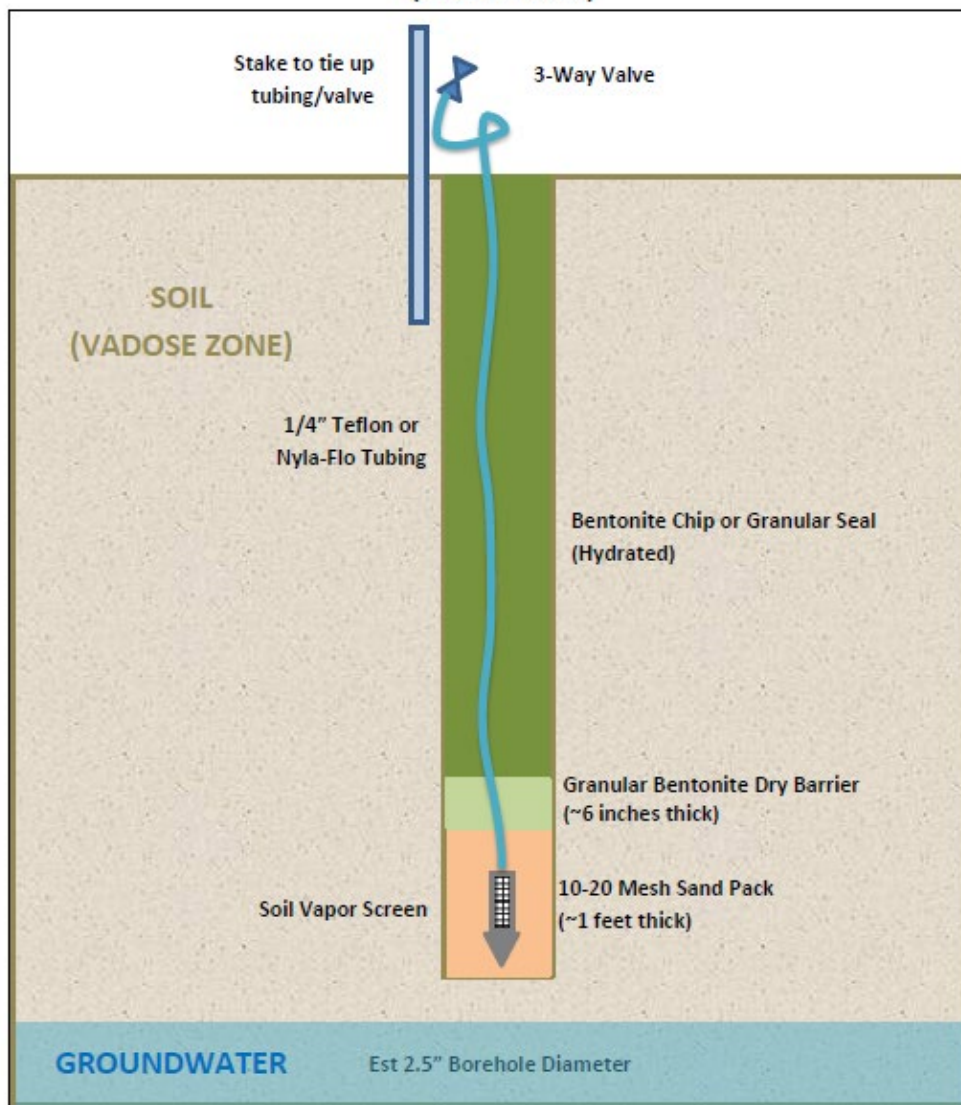 Stake to tie up
tubing/valve
3-Way Valve
SOIL
(VADOSE ZONE)
1/4” Teflon or
Nyla-Flo Tubing
Bentonite Chip or Granular Seal
(Hydrated)
Granular Bentonite Dry Barrier
(~6 inches thick)
Soil Vapor Screen
10-20 Mesh Sand Pack
(~1 feet thick)
GROUNDWATER
Est 2.5” Borehole Diameter